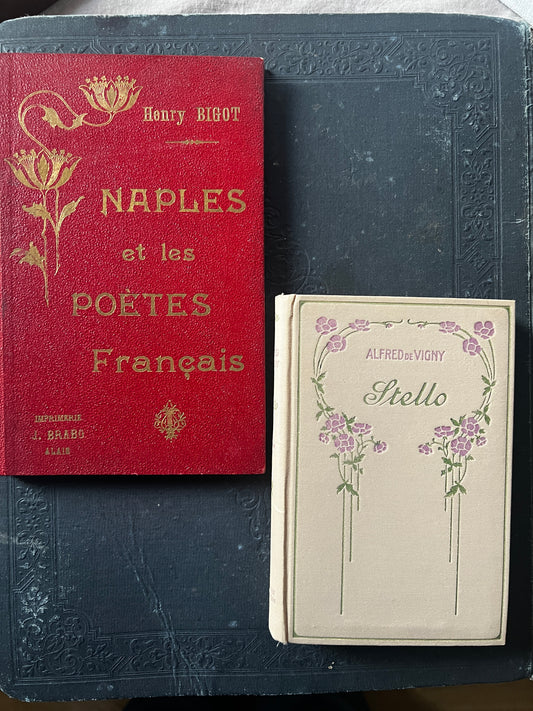 Henry BIGOT
NAPLES
et les
POÈTES
Français
IMPRIMERIE
J. BRABO
ALAIS
ALFRED DE VIGNY
Stello